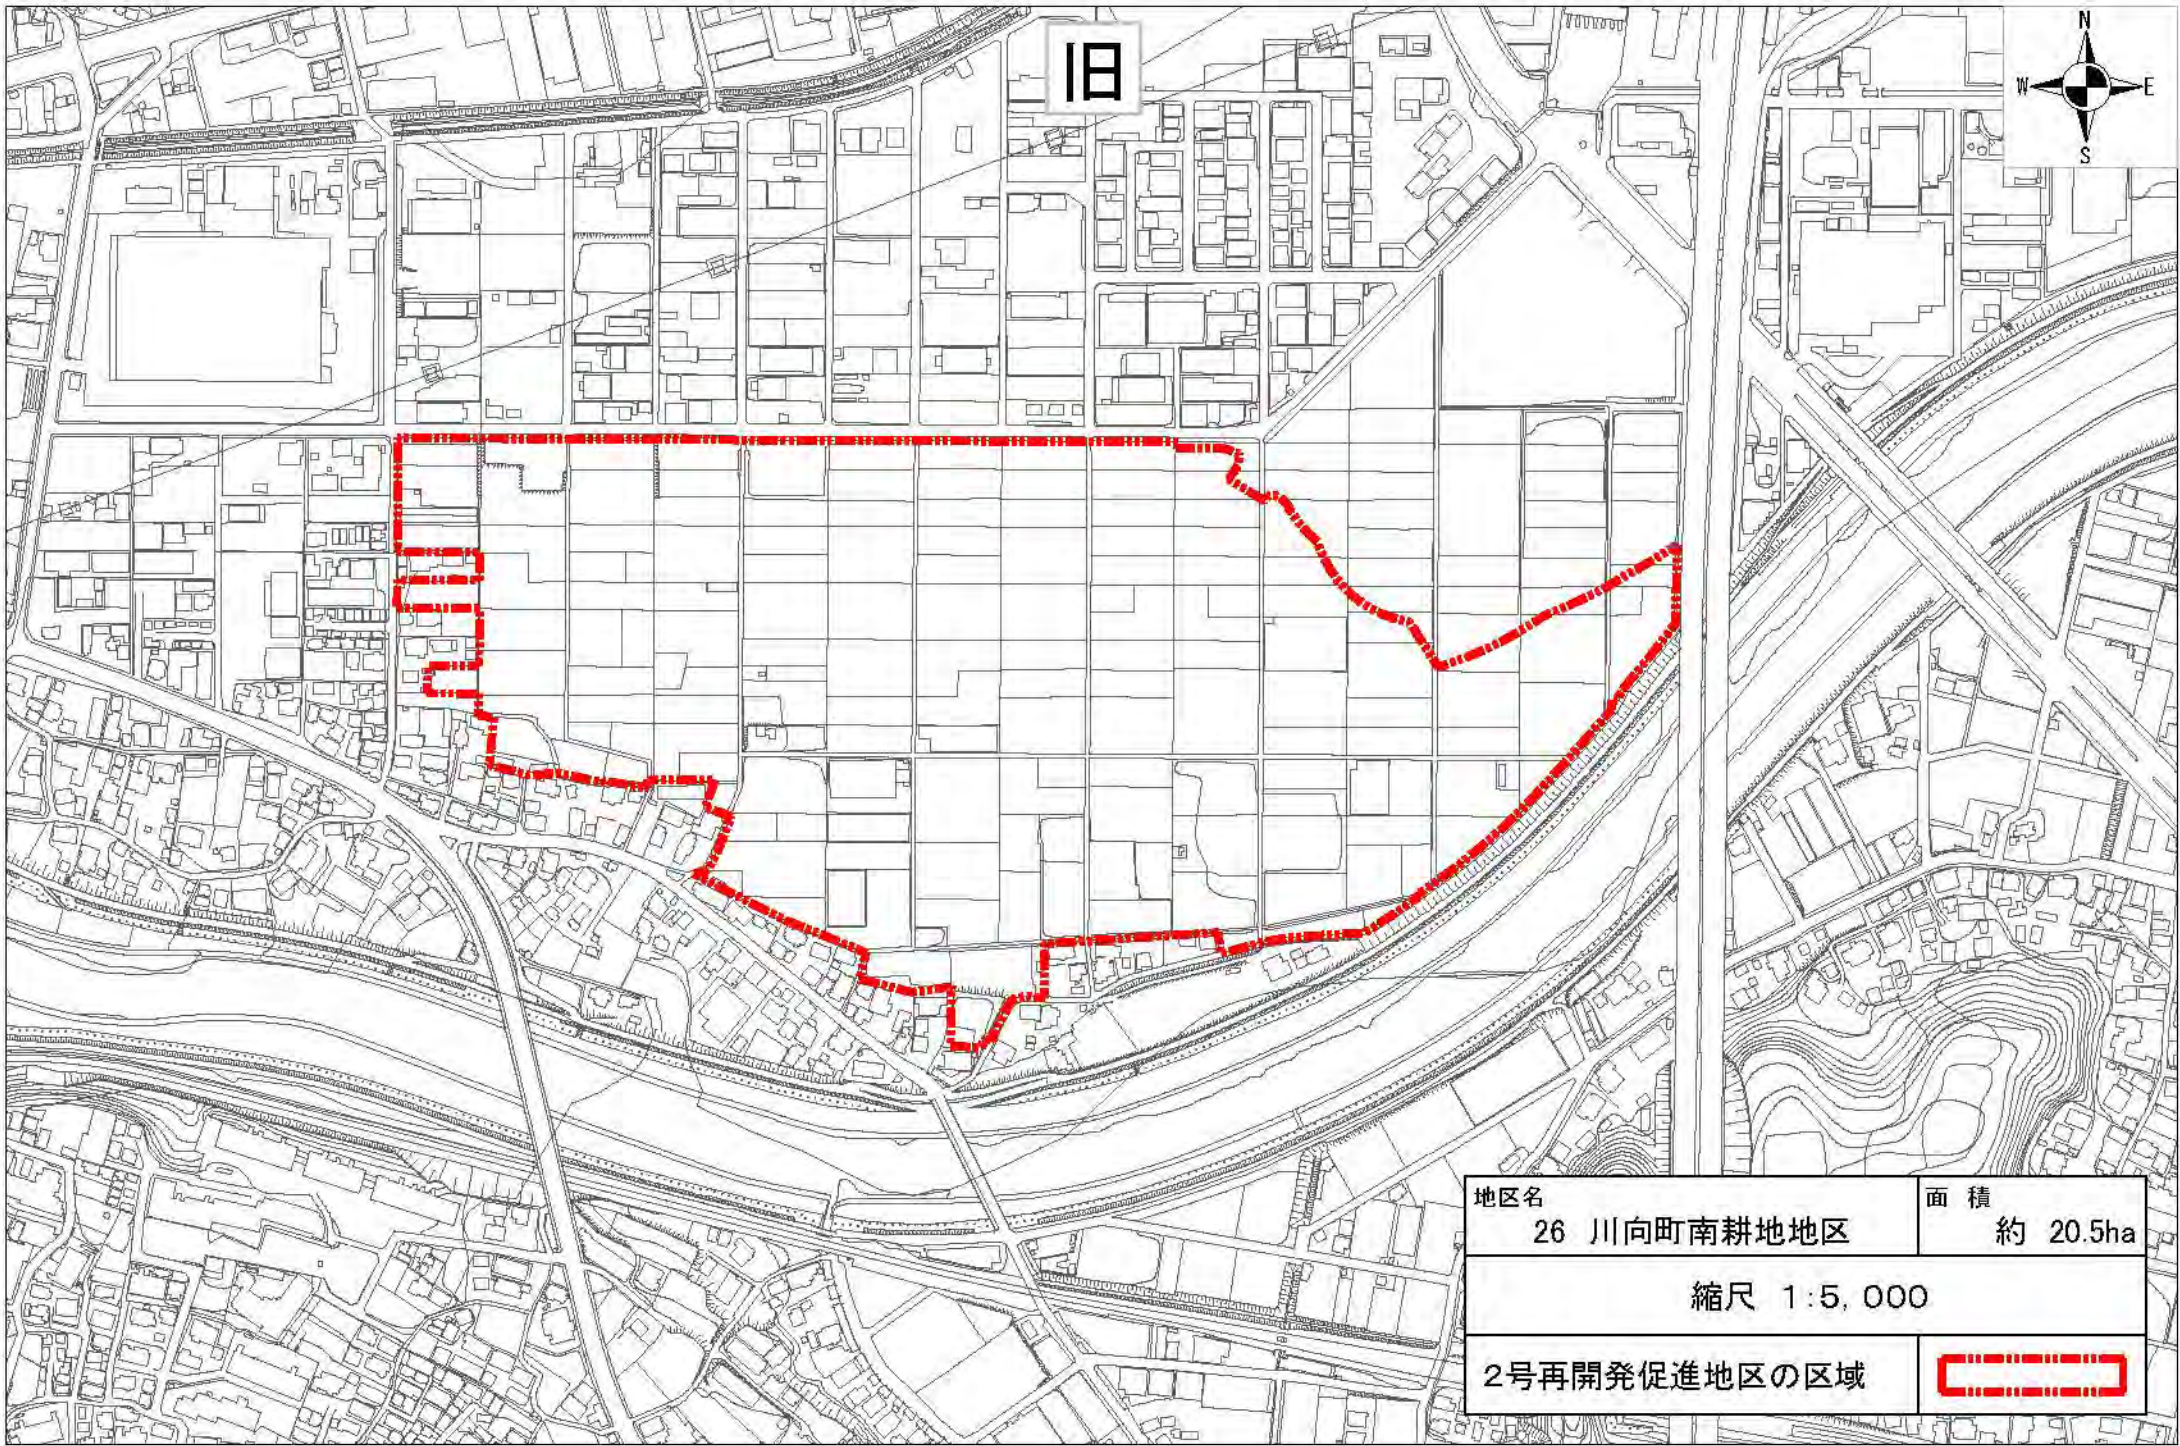 旧
N
W
E
S
地区名
26 川向町南耕地地区
面 積
約 20.5ha
縮尺 1:5,000
2号再開発促進地区の区域